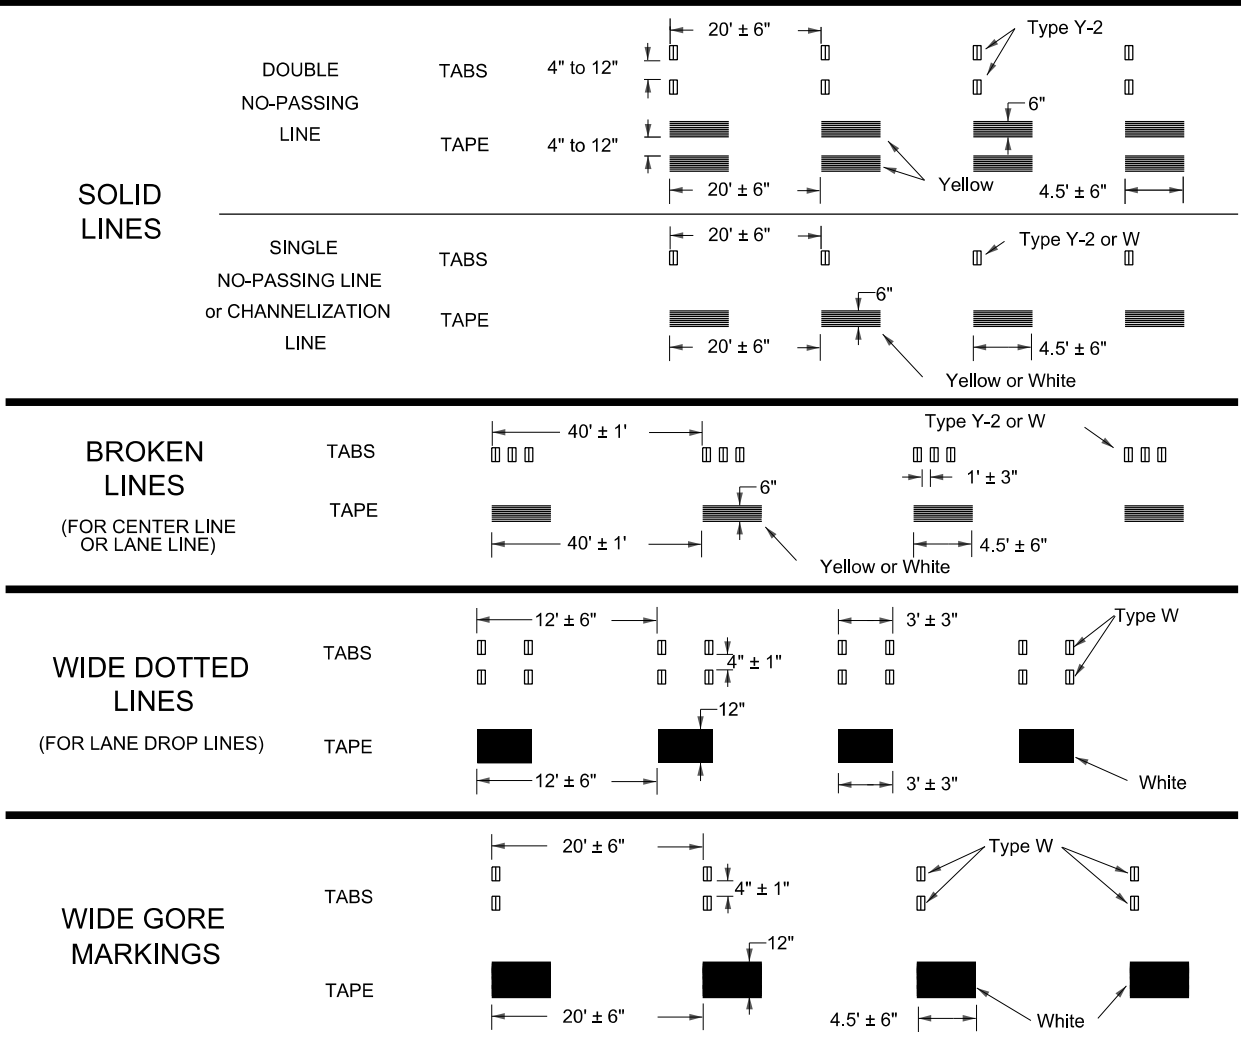 20' ± 6"
Type Y-2
DOUBLE
NO-PASSING
LINE
TABS
4" to 12"
6"
TAPE
4" to 12"
Yellow
20' ± 6"
4.5' ± 6"
SOLID
LINES
20' ± 6"
Type Y-2 or W
SINGLE
NO-PASSING LINE
or CHANNELIZATION
LINE
TABS
6"
TAPE
20' ± 6"
4.5' ± 6"
Yellow or White
BROKEN
LINES
(FOR CENTER LINE
OR LANE LINE)
TABS
40' ± 1'
Type Y-2 or W
1' ± 3"
6"
TAPE
40' ± 1'
4.5' ± 6"
Yellow or White
WIDE DOTTED
LINES
(FOR LANE DROP LINES)
TABS
12' ± 6"
3' ± 3"
Type W
4" ± 1"
12"
TAPE
12' ± 6"
3' ± 3"
White
WIDE GORE
MARKINGS
20' ± 6"
Type W
TABS
4" ± 1"
12"
TAPE
20' ± 6"
4.5' ± 6"
White